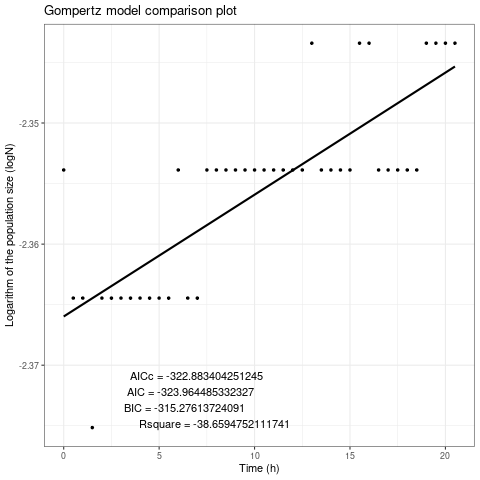 Gompertz model comparison plot
Logarithm of the population size (logN)
-2.35
-2.36
-2.37
AICc = -322.883404251245
AIC = -323.964485332327
BIC = -315.27613724091
Rsquare = -38.6594752111741
0 5 10 15 20
Time (h)